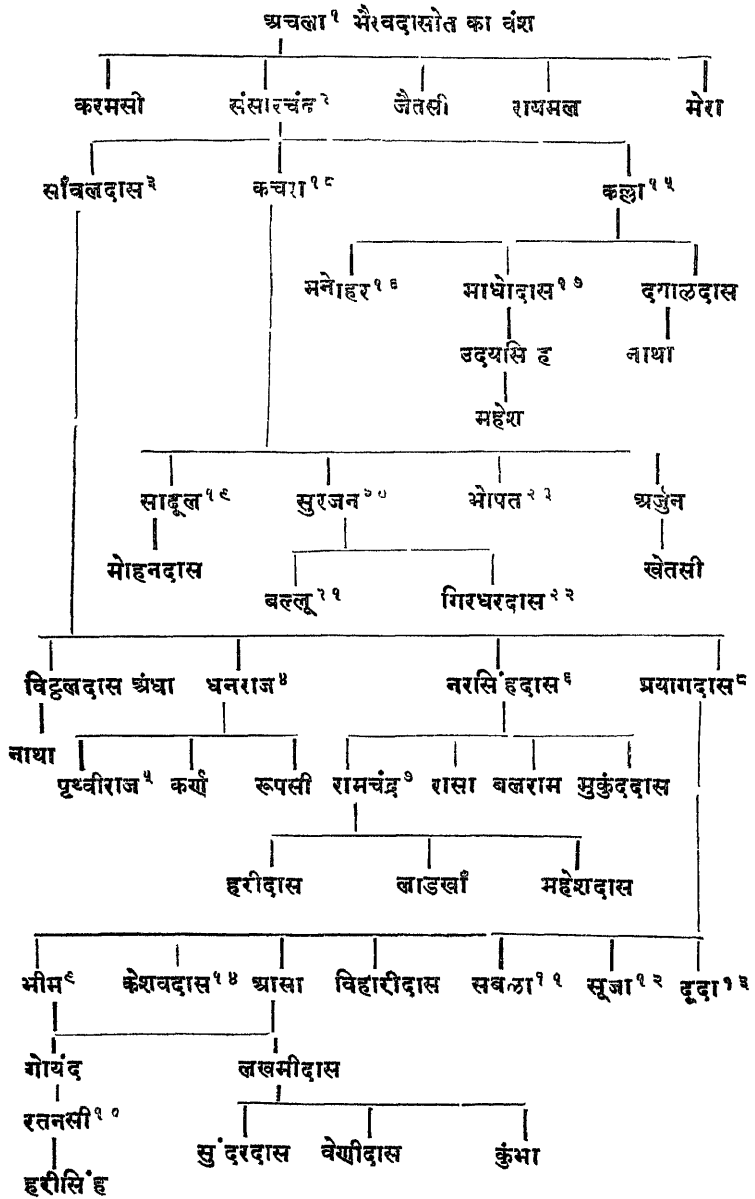 अचला¹ भैरवदासोत का वंश
करमसी संसारचंद² जैतसी रायमल मेरा
साँवलदास³ कचरा¹⁸ कल्ला¹⁵
मनोहर¹⁶ माधोदास¹⁷ दयालदास
उदयसिंह नाथा
महेश
सादूल¹⁹ सुरजन²⁰ भोपत²³ अर्जुन
मोहनदास खेतसी
बल्लू²¹ गिरधरदास²²
विट्ठलदास अंधा धनराज⁴ नरसिंहदास⁶ प्रयागदास⁸
नाथा
पृथ्वीराज⁵ कर्ण रूपसी रामचंद्र⁷ रासा बलराम मुकुंददास
हरीदास लाडखाँ महेशदास
भीम⁹ केशवदास¹⁴ आसा विहारीदास सबला¹¹ सूजा¹² दूदा¹³
गोयंद लखमीदास
रतनसी¹⁰
सुंदरदास वेणीदास कुंभा
हरीसिंह